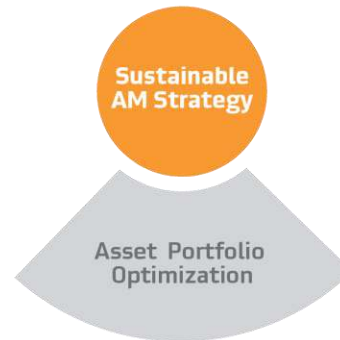 Sustainable
AM Strategy
Asset Portfolio
Optimization